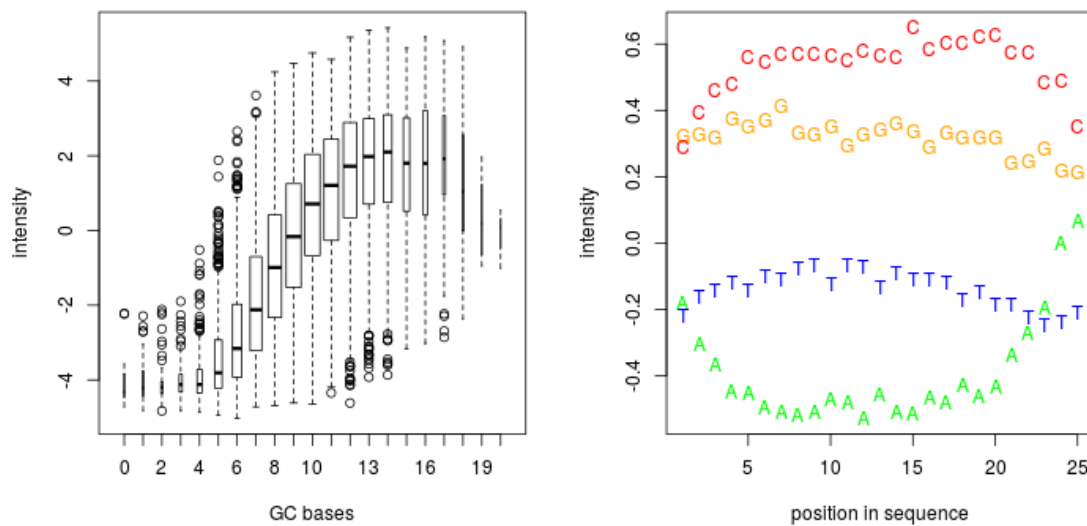 4
2
0
-2
-4
intensity
0 2 4 6 8 10 13 16 19
GC bases
0.6
0.4
0.2
0.0
-0.2
-0.4
intensity
C C C C C C C C C C C C C C C C C C C C C C C C C
G G G G G G G G G G G G G G G G G G G G G G G G G
T T T T T T T T T T T T T T T T T T T T T T T T T
A A A A A A A A A A A A A A A A A A A A A A A A A
5 10 15 20 25
position in sequence